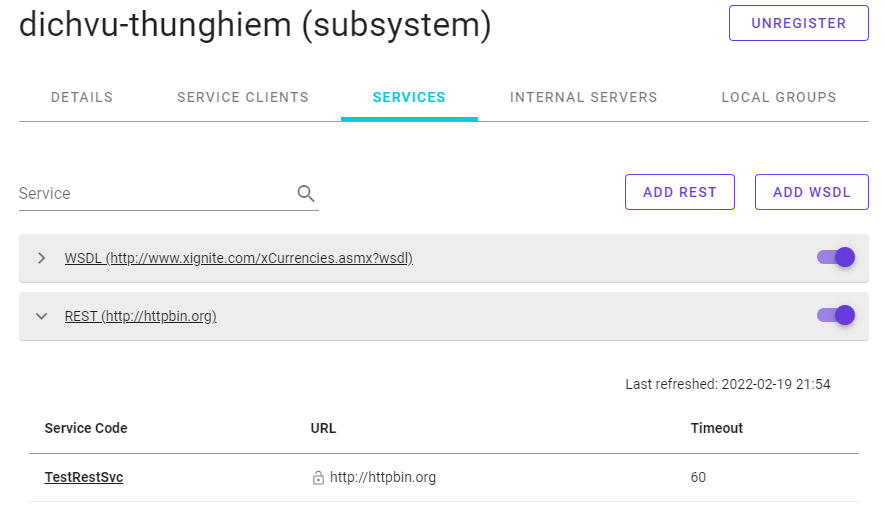 dichvu-thunghiem (subsystem)
UNREGISTER
DETAILS SERVICE CLIENTS SERVICES INTERNAL SERVERS LOCAL GROUPS
Service
ADD REST ADD WSDL
WSDL (http://www.xignite.com/xCurrencies.asmx?wsdl)
REST (http://httpbin.org)
Last refreshed: 2022-02-19 21:54
Service Code URL Timeout
TestRestSvc http://httpbin.org 60